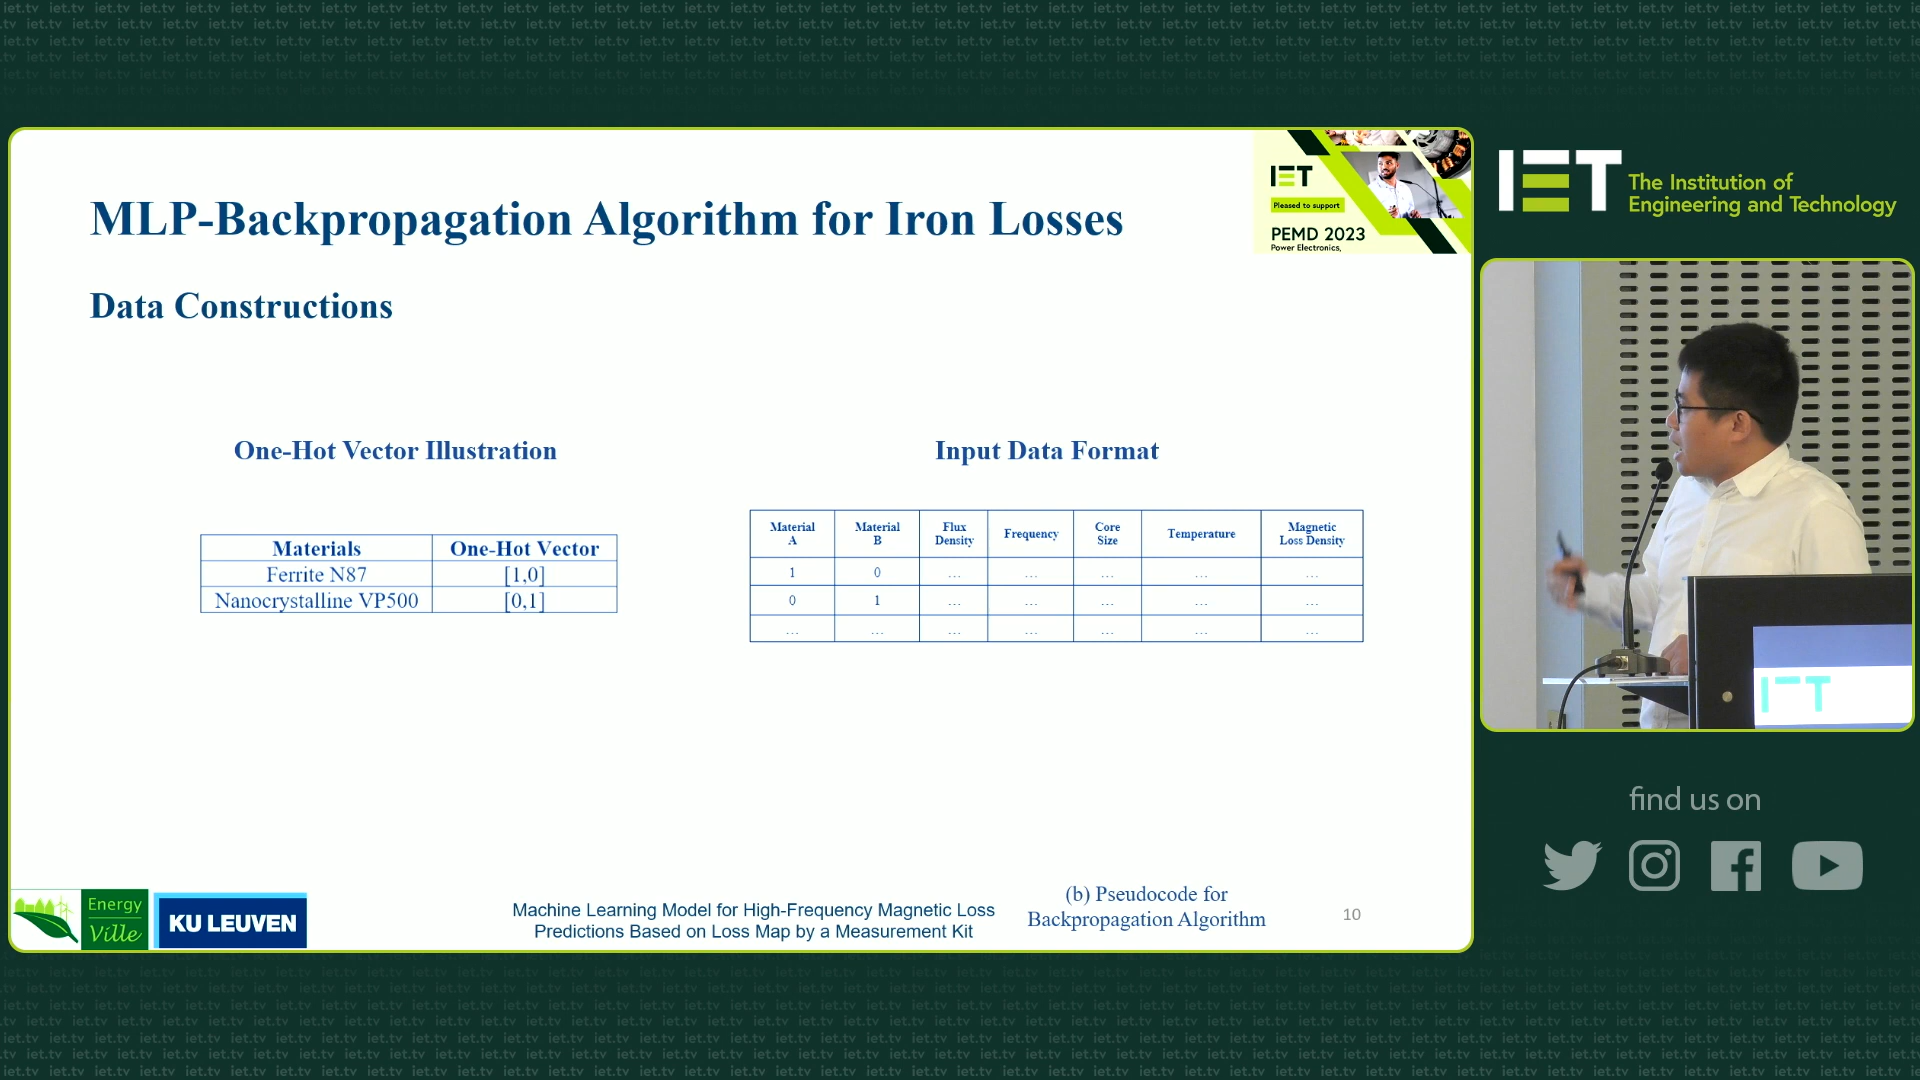 MLP-Backpropagation Algorithm for Iron Losses
Data Constructions
IET
Pleased to support
PEMD 2023
Power Electronics,
One-Hot Vector Illustration
Materials One-Hot Vector
Ferrite N87 [1,0]
Nanocrystalline VP500 [0,1]
Input Data Format
Material A Material B Flux Density Frequency Core Size Temperature Magnetic Loss Density
1 0 ... ... ... ... ...
0 1 ... ... ... ... ...
... ... ... ... ... ... ...
Energy
Ville
KU LEUVEN
Machine Learning Model for High-Frequency Magnetic Loss
Predictions Based on Loss Map by a Measurement Kit
(b) Pseudocode for
Backpropagation Algorithm
10
IET
The Institution of
Engineering and Technology
IET
find us on